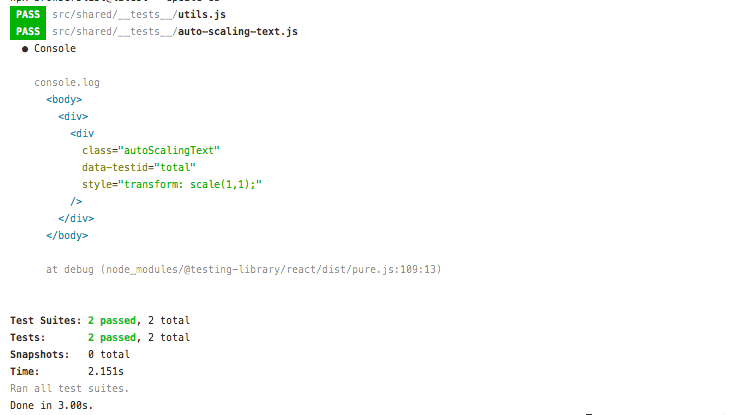 PASS src/shared/__tests__/utils.js
PASS src/shared/__tests__/auto-scaling-text.js
● Console
console.log
<body>
<div>
<div
class="autoScalingText"
data-testid="total"
style="transform: scale(1,1);"
/>
</div>
</body>
at debug (node_modules/@testing-library/react/dist/pure.js:109:13)
Test Suites: 2 passed, 2 total
Tests: 2 passed, 2 total
Snapshots: 0 total
Time: 2.151s
Ran all test suites.
Done in 3.00s.